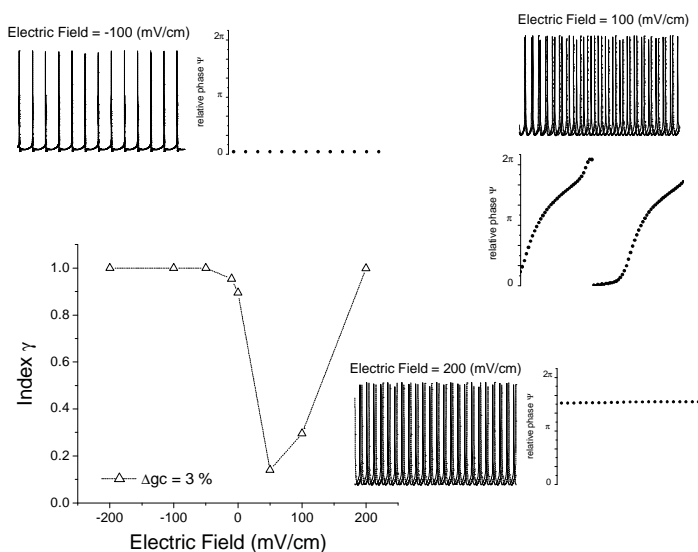 Electric Field = -100 (mV/cm)
2π
π
0
relative phase Ψ
Electric Field = 100 (mV/cm)
2π
π
0
relative phase Ψ
1.0
0.8
0.6
0.4
0.2
0.0
Index γ
Δgc = 3 %
-200
-100
0
100
200
Electric Field (mV/cm)
Electric Field = 200 (mV/cm)
2π
π
0
relative phase Ψ